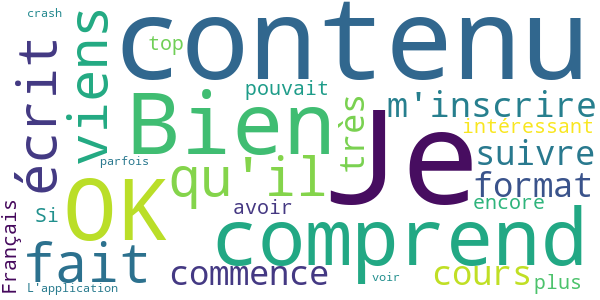 crash
contenu
top
écrit
viens
pouvait
Bien
très
m'inscrire
Je
intéressant
parfois
qu'il
suivre
OK
format
Français
Si
avoir
encore
comprend
fait
commence
cours
L'application
voir
plus